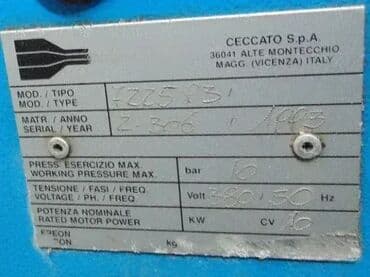 CECCATO S.p.A.
36041 ALTE MONTECCHIO
MAGG. (VICENZA) ITALY
MOD. / TIPO
MOD. / TYPE
MATR. / ANNO
SERIAL / YEAR 1993
PRESS. ESERCIZIO MAX.
WORKING PRESSURE MAX. bar 10
TENSIONE / FASI / FREQ.
VOLTAGE / PH. / FREQ. Volt 380 / 50 Hz
POTENZA NOMINALE
RATED MOTOR POWER KW CV
kg